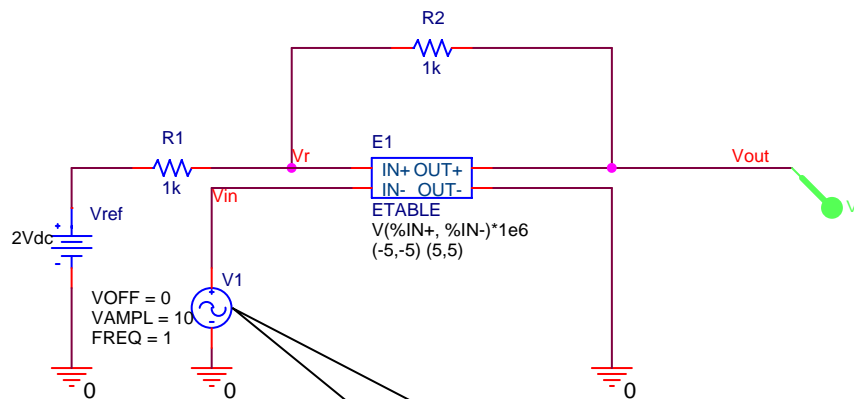 R2
1k
R1
1k
Vr
E1
IN+ OUT+
IN- OUT-
ETABLE
V(%IN+, %IN-)*1e6
(-5,-5) (5,5)
Vout
V
Vin
Vref
+
2Vdc
-
V1
+
-
VOFF = 0
VAMPL = 10
FREQ = 1
0
0
0